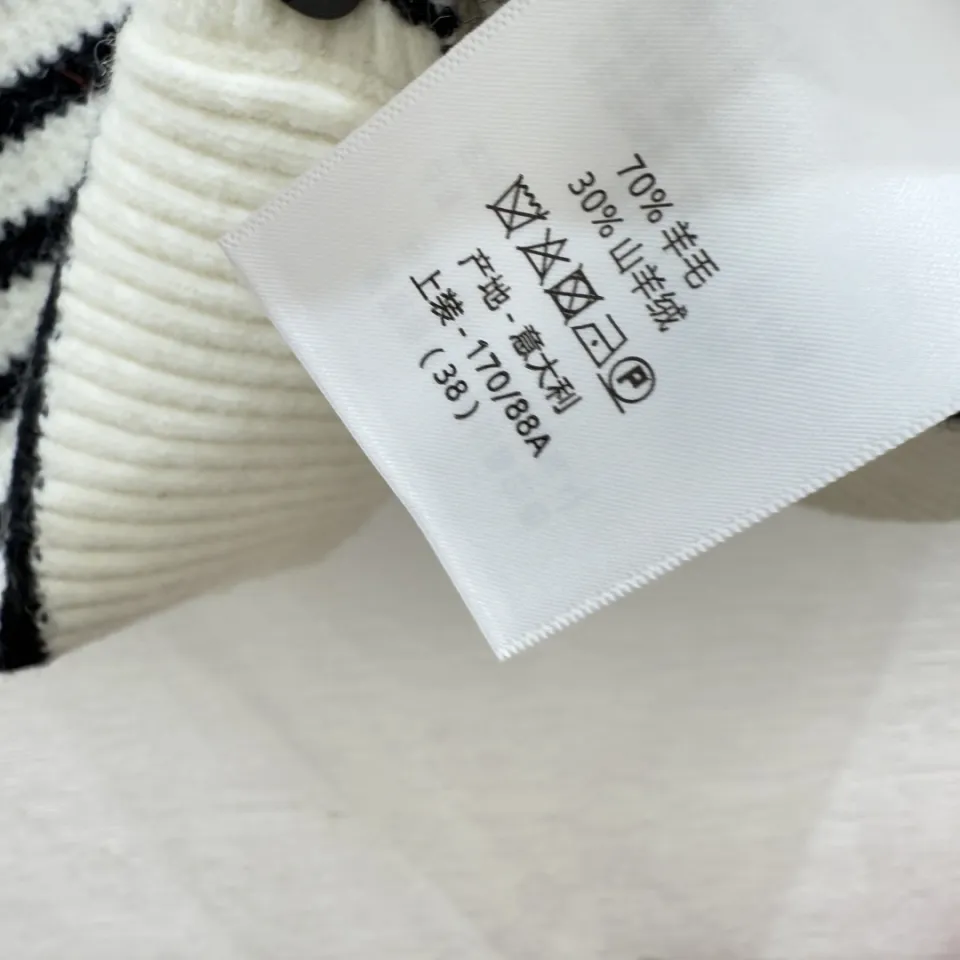 70% 羊毛
30% 山羊绒
P
产地 - 意大利
上装 - 170/88A
(38)